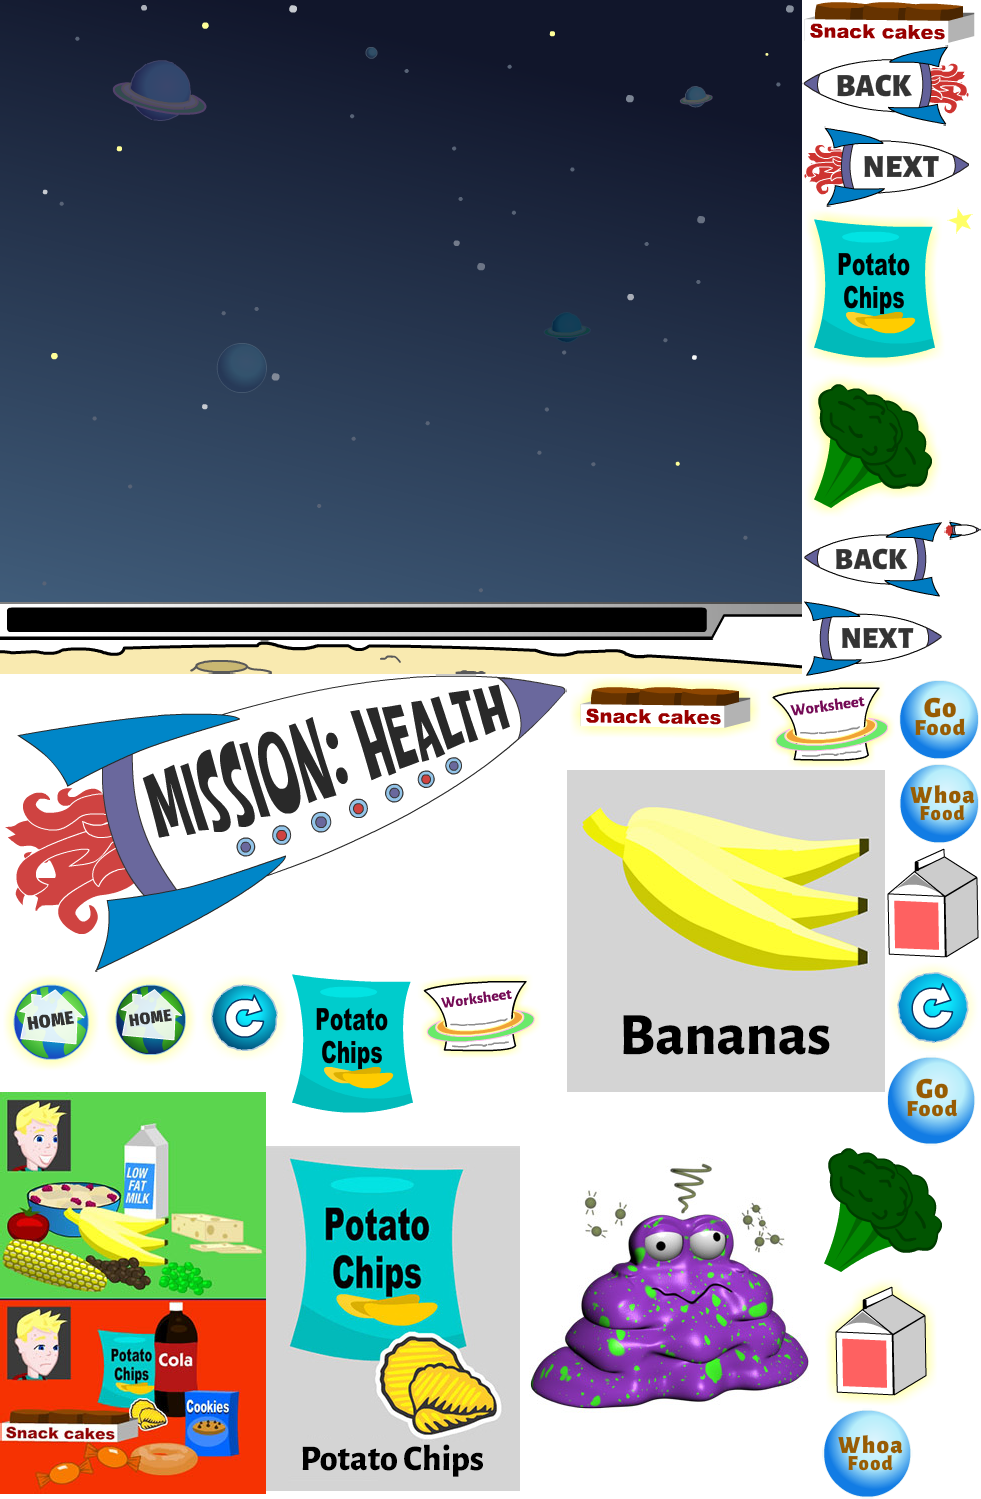 Snack cakes
BACK
NEXT
Potato
Chips
BACK
NEXT
MISSION: HEALTH
Snack cakes
Worksheet
Go
Food
Whoa
Food
Bananas
HOME
HOME
Potato
Chips
Worksheet
Go
Food
LOW
FAT
MILK
Potato
Chips
Potato Chips
Potato
Chips
Cola
Cookies
Snack cakes
Whoa
Food